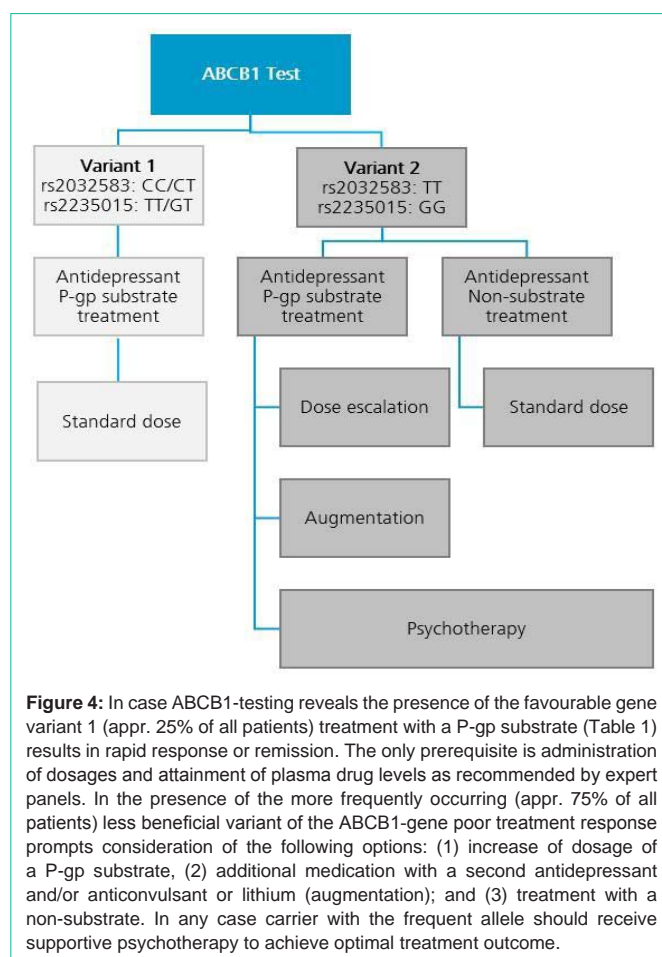 ABCB1 Test
Variant 1
rs2032583: CC/CT
rs2235015: TT/GT
Variant 2
rs2032583: TT
rs2235015: GG
Antidepressant
P-gp substrate
treatment
Antidepressant
P-gp substrate
treatment
Antidepressant
Non-substrate
treatment
Standard dose
Dose escalation
Standard dose
Augmentation
Psychotherapy
Figure 4: In case ABCB1-testing reveals the presence of the favourable gene
variant 1 (appr. 25% of all patients) treatment with a P-gp substrate (Table 1)
results in rapid response or remission. The only prerequisite is administration
of dosages and attainment of plasma drug levels as recommended by expert
panels. In the presence of the more frequently occurring (appr. 75% of all
patients) less beneficial variant of the ABCB1-gene poor treatment response
prompts consideration of the following options: (1) increase of dosage of
a P-gp substrate, (2) additional medication with a second antidepressant
and/or anticonvulsant or lithium (augmentation); and (3) treatment with a
non-substrate. In any case carrier with the frequent allele should receive
supportive psychotherapy to achieve optimal treatment outcome.